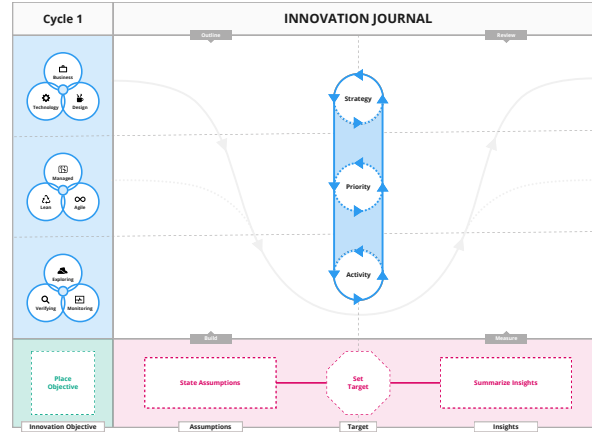 Cycle 1
INNOVATION JOURNAL
Outline
Review
Business
Technology
Design
Strategy
Managed
Lean
Agile
Priority
Exploring
Verifying
Monitoring
Activity
Build
Measure
Place
Objective
State Assumptions
Set
Target
Summarize Insights
Innovation Objective
Assumptions
Target
Insights